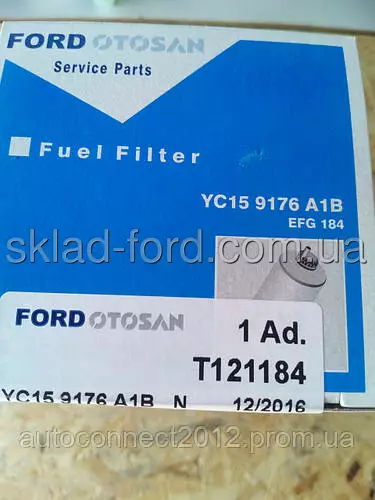 FORD OTOSAN
Service Parts
Fuel Filter
YC15 9176 A1B
EFG 184
sklad-ford.com.ua
FORD OTOSAN
1 Ad.
T121184
YC15 9176 A1B N 12/2016
autoconnect2012.prom.ua